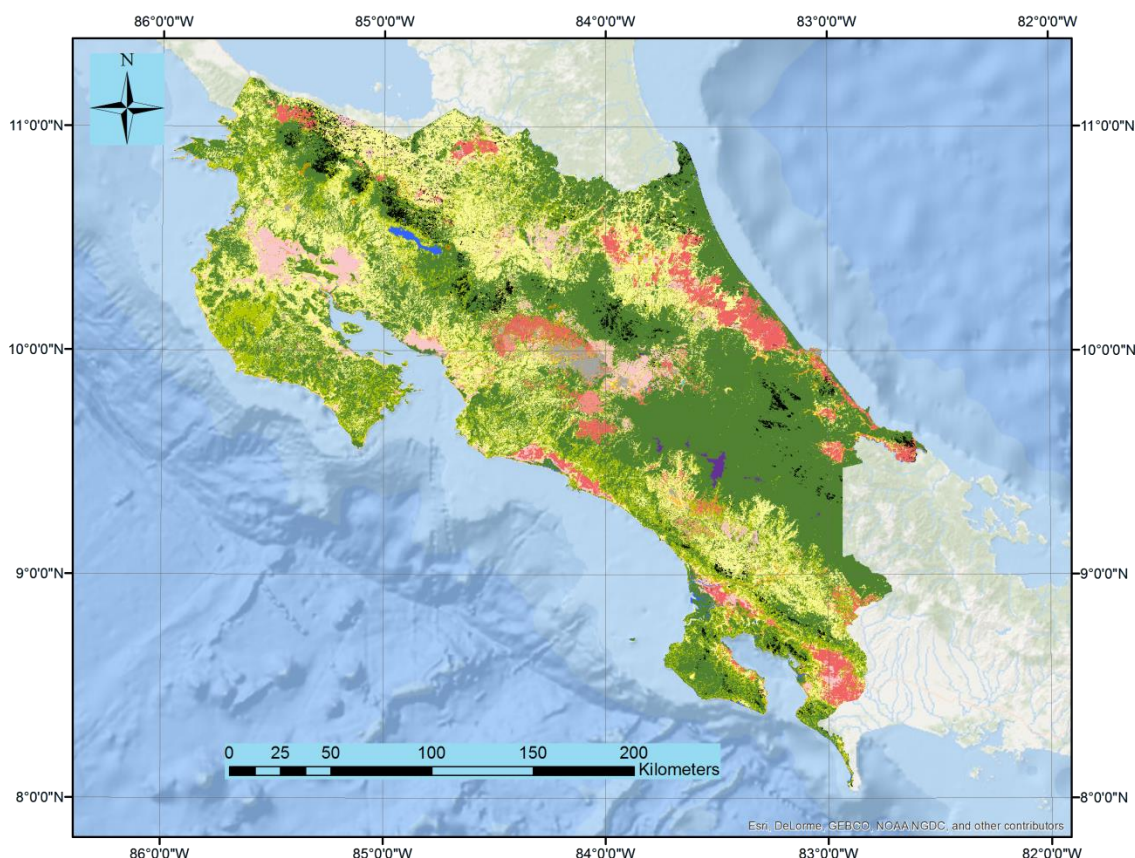 86°0'0"W 85°0'0"W 84°0'0"W 83°0'0"W 82°0'0"W
N
11°0'0"N 11°0'0"N
10°0'0"N 10°0'0"N
9°0'0"N 9°0'0"N
0 25 50 100 150 200
Kilometers
8°0'0"N 8°0'0"N
Esri, DeLorme, GEBCO, NOAA NGDC, and other contributors
86°0'0"W 85°0'0"W 84°0'0"W 83°0'0"W 82°0'0"W